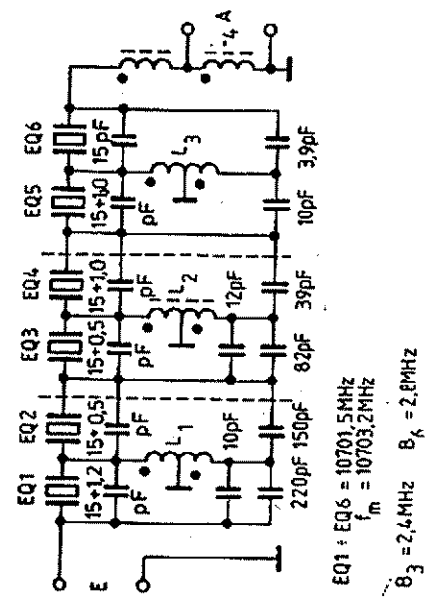 EQ1
EQ2
EQ3
EQ4
EQ5
EQ6
15+1,2
pF
15+0,5
pF
15+0,5
pF
15+1,0
pF
15+1,0
pF
15pF
E
L1
L2
L3
10pF
12pF
220pF
150pF
82pF
39pF
10pF
3,9pF
A
EQ1 ÷ EQ6 = 10701,5MHz
fm = 10703,2MHz
B3 = 2,4MHz
B6 = 2,8MHz